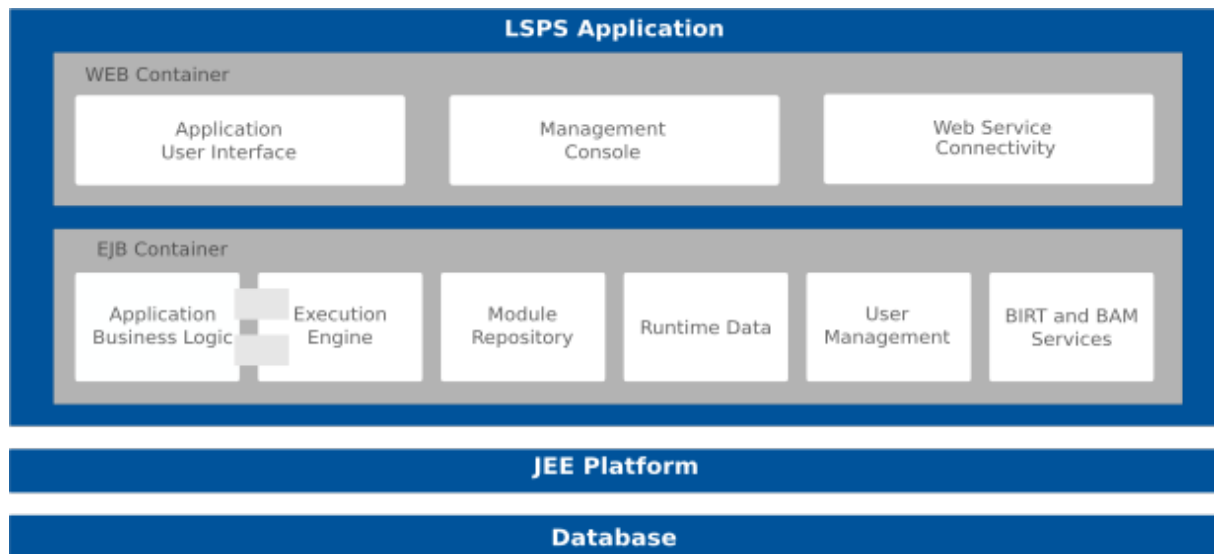 LSPS Application
WEB Container
Application
User Interface
Management
Console
Web Service
Connectivity
EJB Container
Application
Business Logic
Execution
Engine
Module
Repository
Runtime Data
User
Management
BIRT and BAM
Services
JEE Platform
Database